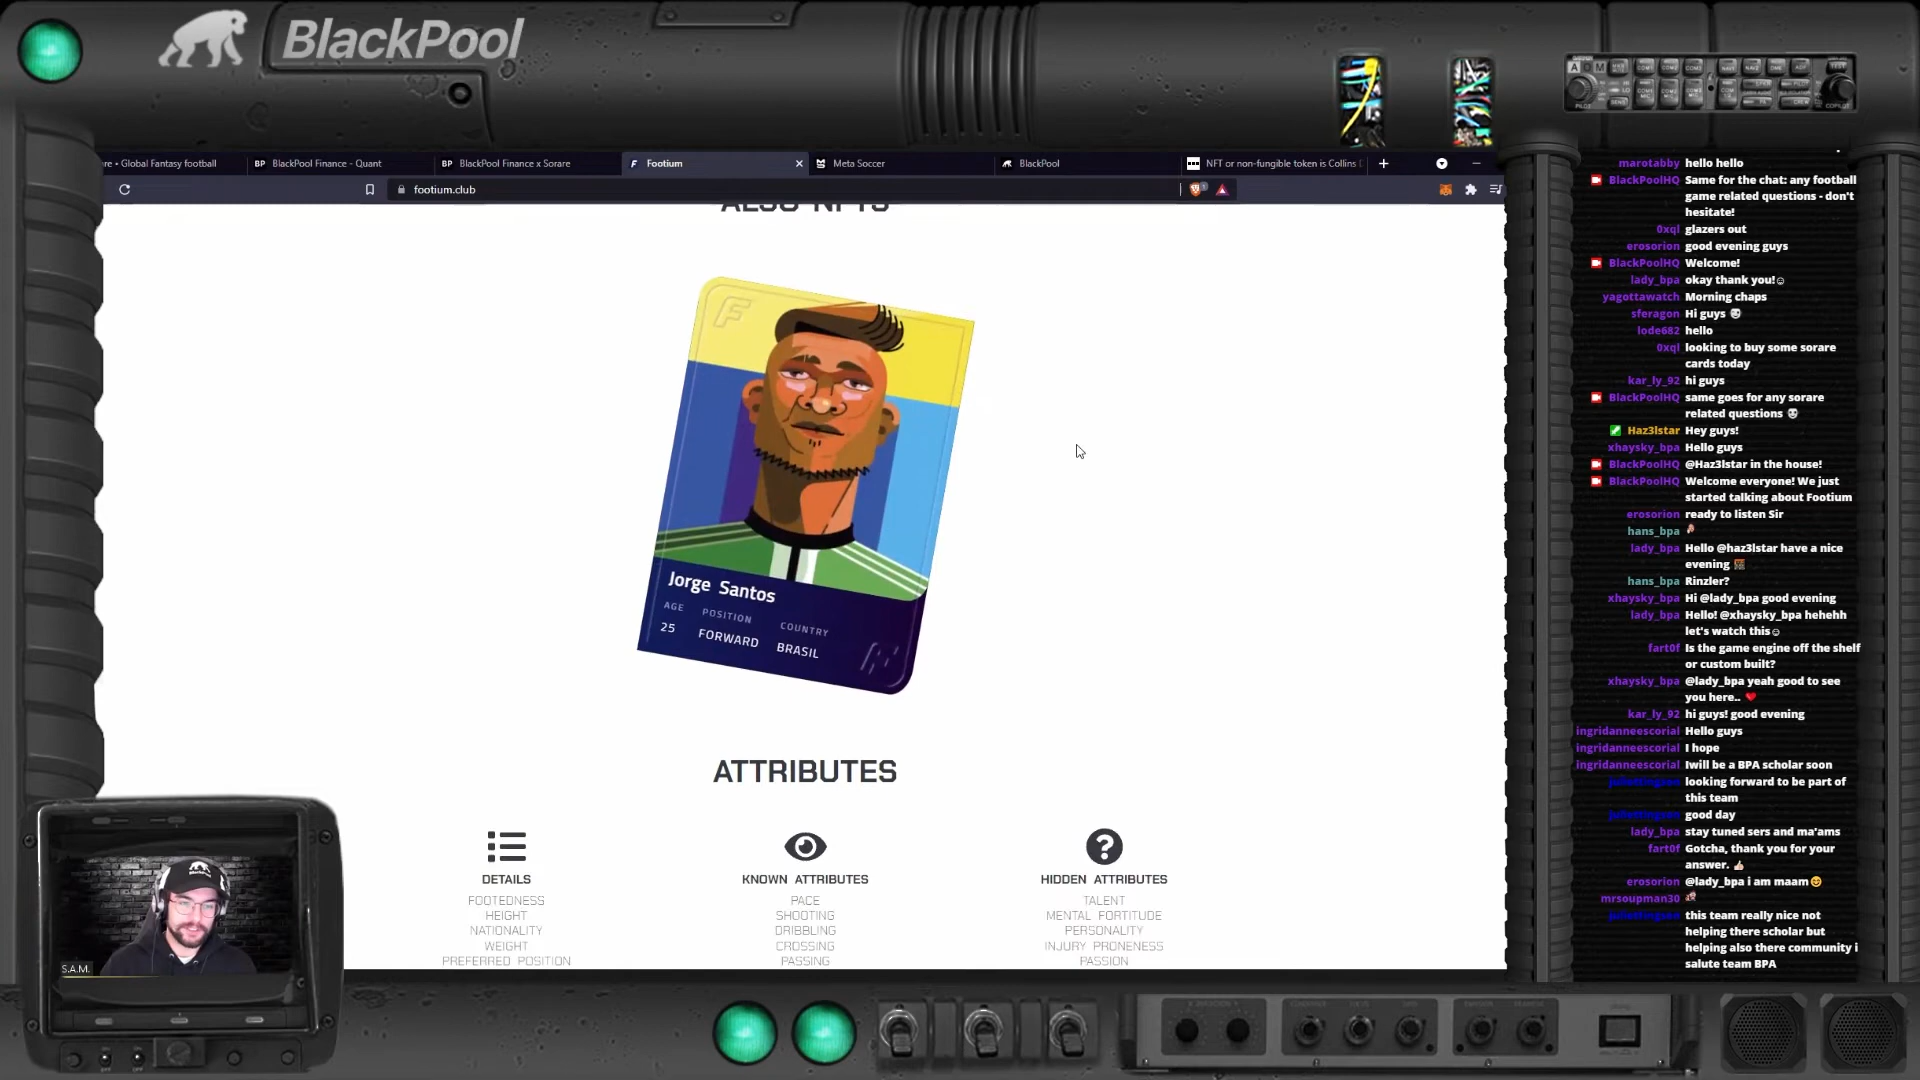 BlackPool
re • Global Fantasy football
BP BlackPool Finance - Quant
BP BlackPool Finance x Sorare
F Footium
Meta Soccer
BlackPool
NFT or non-fungible token is Collins
footium.club
ALSO NFTS
F
Jorge Santos
AGE POSITION COUNTRY
25 FORWARD BRASIL
ATTRIBUTES
DETAILS
FOOTEDNESS
HEIGHT
NATIONALITY
WEIGHT
PREFERRED POSITION
KNOWN ATTRIBUTES
PACE
SHOOTING
DRIBBLING
CROSSING
PASSING
HIDDEN ATTRIBUTES
TALENT
MENTAL FORTITUDE
PERSONALITY
INJURY PRONENESS
PASSION
S.A.M.
marotabby hello hello
BlackPoolHQ Same for the chat: any football
game related questions - don't
hesitate!
0xql glazers out
erosorion good evening guys
BlackPoolHQ Welcome!
lady_bpa okay thank you!☺
yagottawatch Morning chaps
sferagon Hi guys
lode682 hello
0xql looking to buy some sorare
cards today
kar_ly_92 hi guys
BlackPoolHQ same goes for any sorare
related questions
Haz3lstar Hey guys!
xhaysky_bpa Hello guys
BlackPoolHQ @Haz3lstar in the house!
BlackPoolHQ Welcome everyone! We just
started talking about Footium
erosorion ready to listen Sir
hans_bpa
lady_bpa Hello @haz3lstar have a nice
evening
hans_bpa Rinzler?
xhaysky_bpa Hi @lady_bpa good evening
lady_bpa Hello! @xhaysky_bpa hehehh
let's watch this☺
fart0f Is the game engine off the shelf
or custom built?
xhaysky_bpa @lady_bpa yeah good to see
you here.. ❤
kar_ly_92 hi guys! good evening
ingridanneescorial Hello guys
ingridanneescorial I hope
ingridanneescorial Iwill be a BPA scholar soon
looking forward to be part of
this team
good day
lady_bpa stay tuned sers and ma'ams
fart0f Gotcha, thank you for your
answer. 👍
erosorion @lady_bpa i am maam😊
mrsoupman30
this team really nice not
helping there scholar but
helping also there community i
salute team BPA